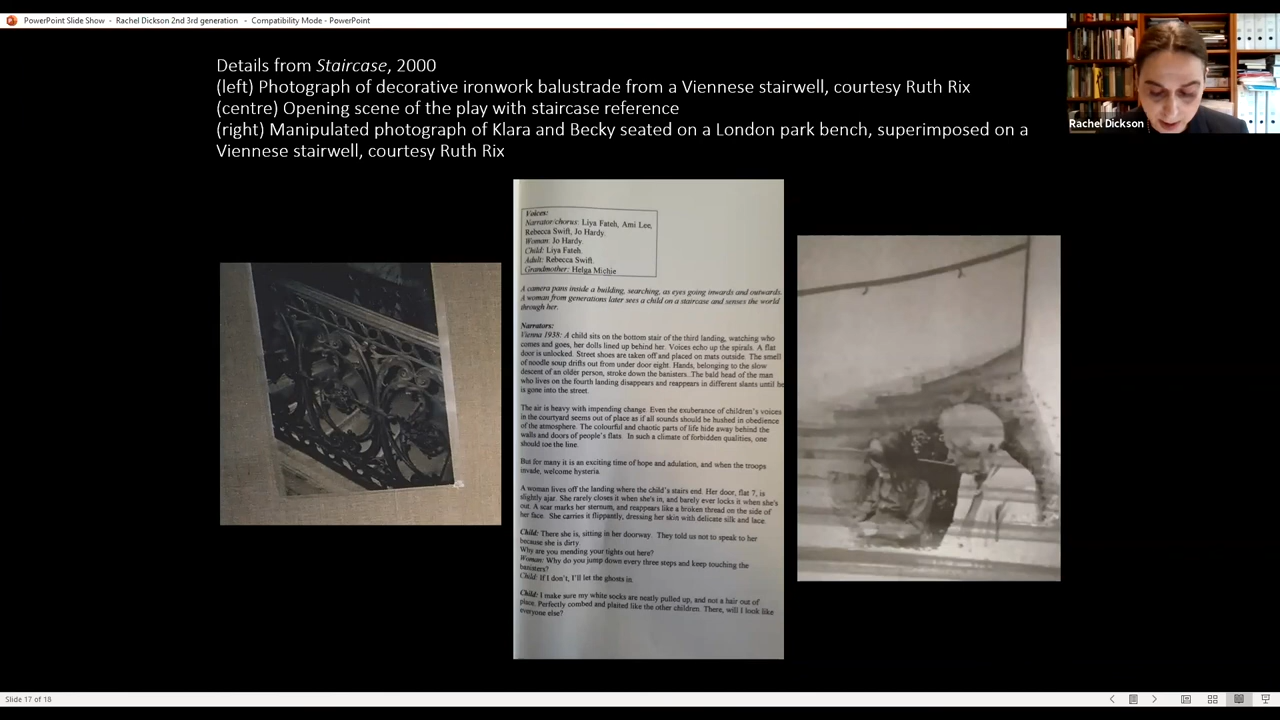 PowerPoint Slide Show - Rachel Dickson 2nd 3rd generation - Compatibility Mode - PowerPoint
Details from Staircase, 2000
(left) Photograph of decorative ironwork balustrade from a Viennese stairwell, courtesy Ruth Rix
(centre) Opening scene of the play with staircase reference
(right) Manipulated photograph of Klara and Becky seated on a London park bench, superimposed on a
Viennese stairwell, courtesy Ruth Rix
Rachel Dickson
Voices:
Narrator/chorus: Liya Fateh, Ami Lee,
Rebecca Swift, Jo Hardy.
Woman: Jo Hardy.
Child: Liya Fateh.
Adult: Rebecca Swift.
Grandmother: Helga Michie
A camera pans inside a building, searching, as eyes going inwards and outwards.
A woman from generations later sees a child on a staircase and senses the world
through her.
Narrators:
Vienna 1938: A child sits on the bottom stair of the third landing, watching who
comes and goes, her dolls lined up behind her. Voices echo up the spirals. A flat
door is unlocked. Street shoes are taken off and placed on mats outside. The smell
of noodle soup drifts out from under door eight. Hands, belonging to the slow
descent of an older person, stroke down the banisters. The bald head of the man
who lives on the fourth landing disappears and reappears in different slants until he
is gone into the street.
The air is heavy with impending change. Even the exuberance of children's voices
in the courtyard seems out of place as if all sounds should be hushed in obedience
of the atmosphere. The colourful and chaotic parts of life hide away behind the
walls and doors of people's flats. In such a climate of forbidden qualities, one
should toe the line.
But for many it is an exciting time of hope and adulation, and when the troops
invade, welcome hysteria.
A woman lives off the landing where the child's stairs end. Her door, flat 7, is
slightly ajar. She rarely closes it when she's in, and barely ever locks it when she's
out. A scar marks her sternum, and reappears like a broken thread on the side of
her face. She carries it flippantly, dressing her skin with delicate silk and lace.
Child: There she is, sitting in her doorway. They told us not to speak to her
because she is dirty.
Why are you mending your tights out here?
Woman: Why do you jump down every three steps and keep touching the
banisters?
Child: If I don't, I'll let the ghosts in.
Child: I make sure my white socks are neatly pulled up, and not a hair out of
place. Perfectly combed and plaited like the other children. There, will I look like
everyone else?
Slide 17 of 18